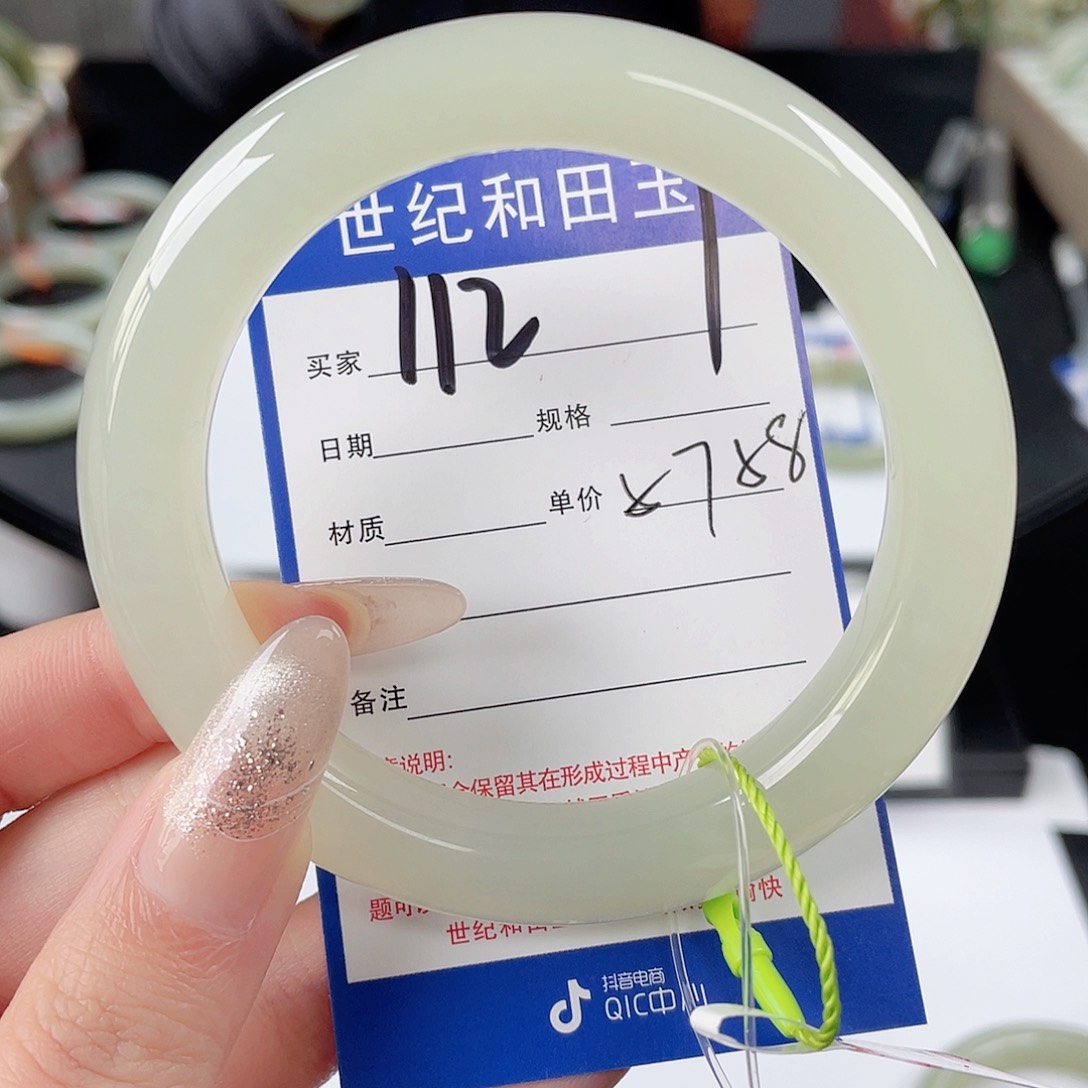 世纪和田玉
买家 112
日期 规格
材质 单价 ¥788
备注
说明:
保留其在形成过程中产
题可
愉快
世纪和田
抖音电商
QIC中